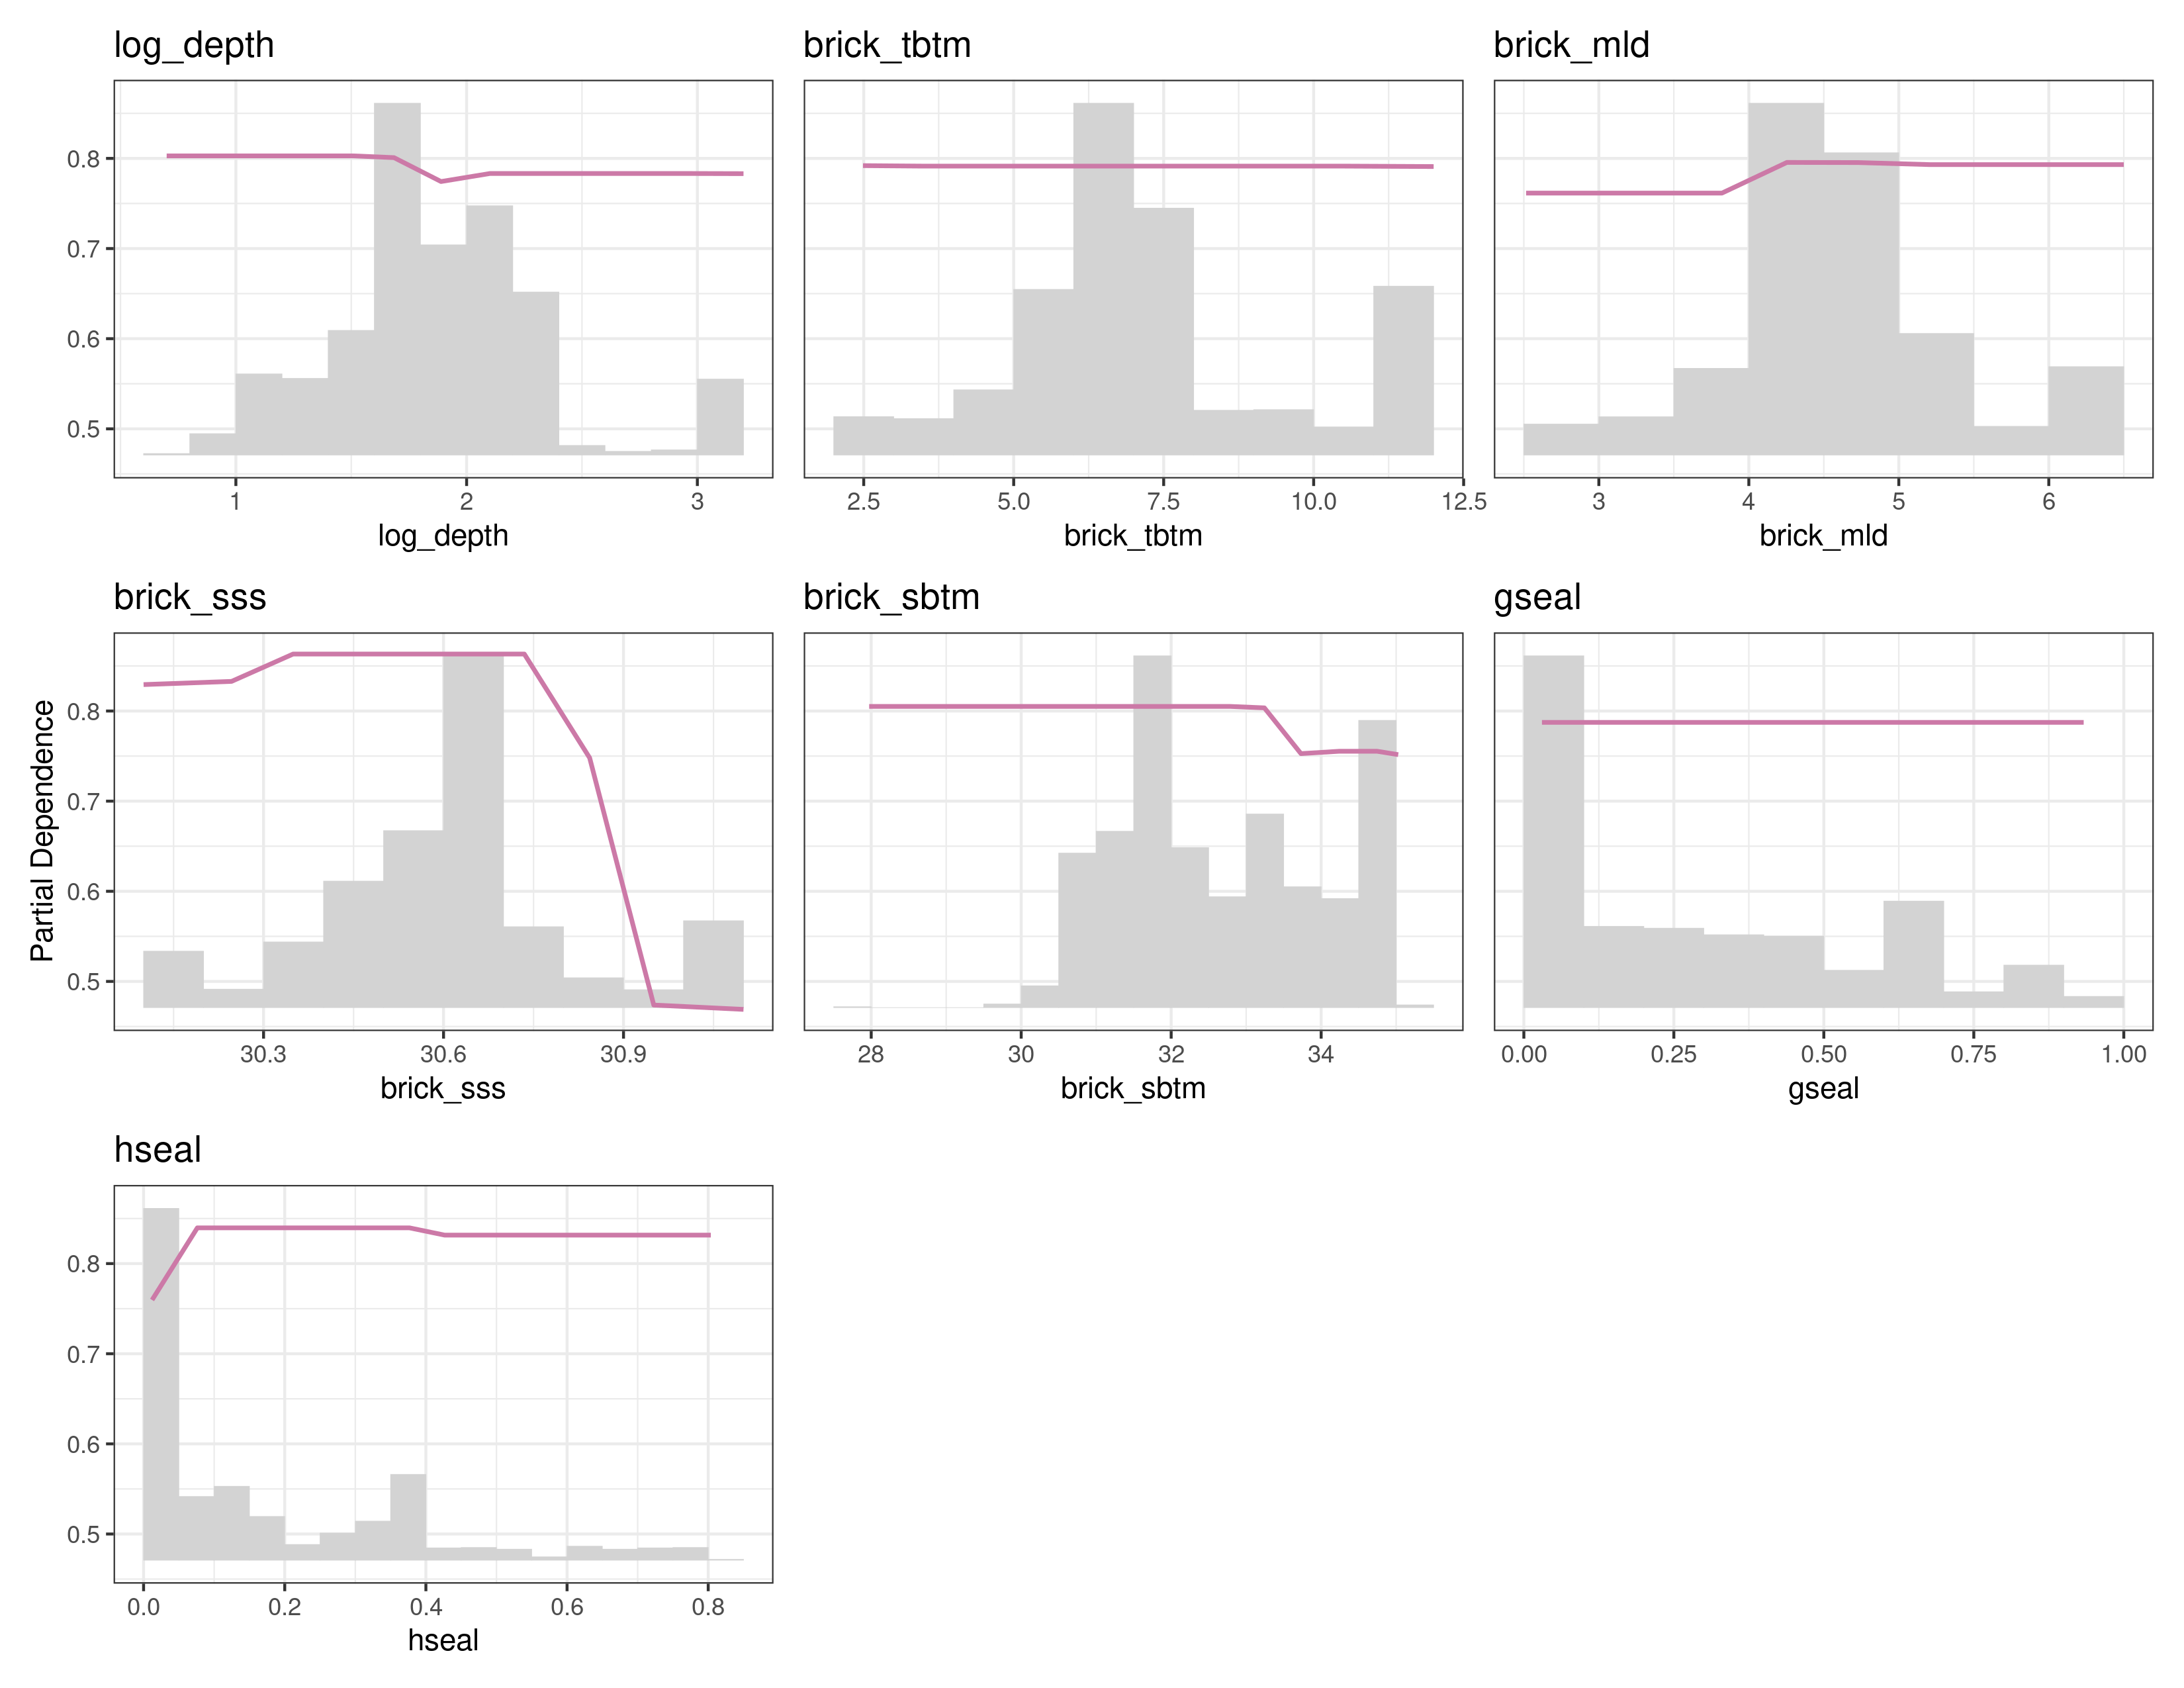 log_depth brick_tbtm brick_mld
0.8
0.7
0.6
0.5
1 2 3 2.5 5.0 7.5 10.0 12.5 3 4 5 6
log_depth brick_tbtm brick_mld
brick_sss brick_sbtm gseal
Partial Dependence
0.8
0.7
0.6
0.5
30.3 30.6 30.9 28 30 32 34 0.00 0.25 0.50 0.75 1.00
brick_sss brick_sbtm gseal
hseal
0.8
0.7
0.6
0.5
0.0 0.2 0.4 0.6 0.8
hseal